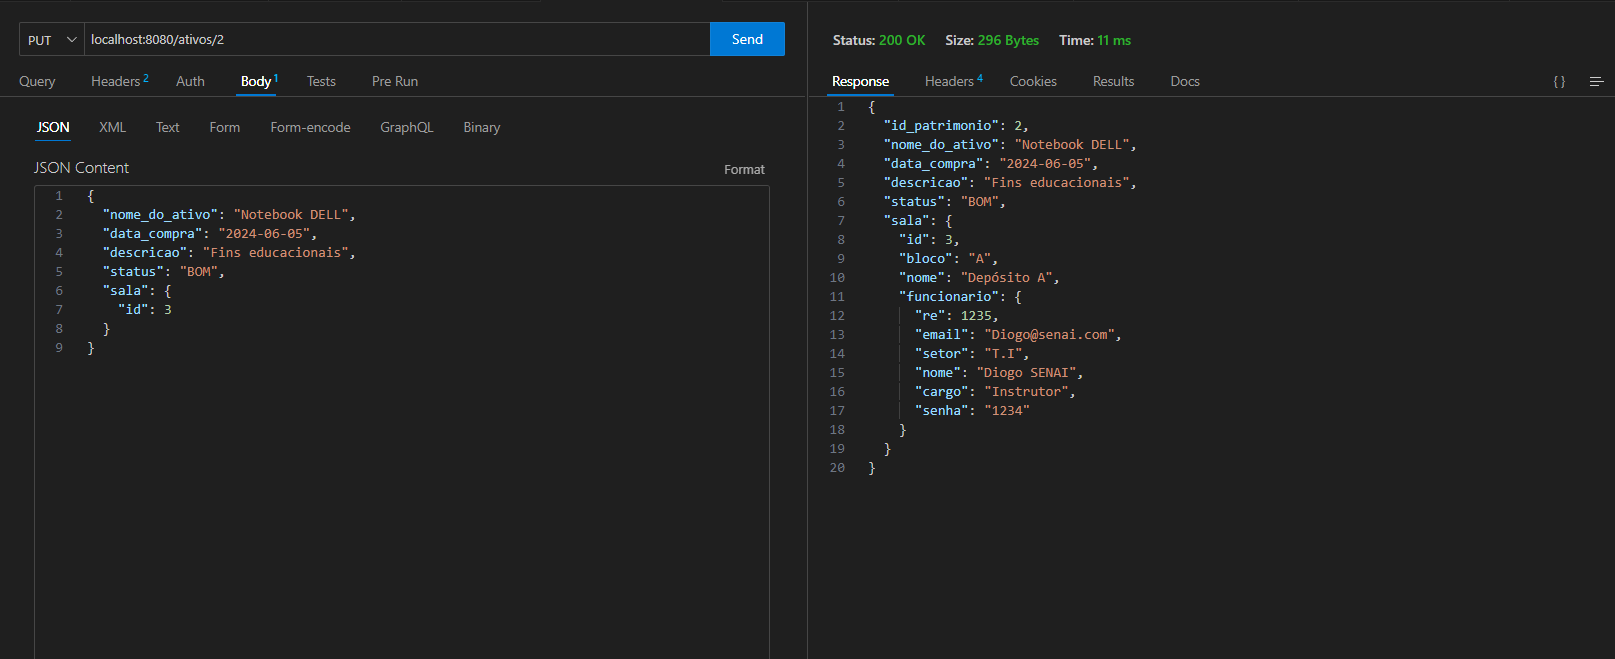 PUT localhost:8080/ativos/2 Send
Query Headers 2 Auth Body 1 Tests Pre Run
JSON XML Text Form Form-encode GraphQL Binary
JSON Content Format
1 {
2 "nome_do_ativo": "Notebook DELL",
3 "data_compra": "2024-06-05",
4 "descricao": "Fins educacionais",
5 "status": "BOM",
6 "sala": {
7 "id": 3
8 }
9 }
Status: 200 OK Size: 296 Bytes Time: 11 ms
Response Headers 4 Cookies Results Docs { }
1 {
2 "id_patrimonio": 2,
3 "nome_do_ativo": "Notebook DELL",
4 "data_compra": "2024-06-05",
5 "descricao": "Fins educacionais",
6 "status": "BOM",
7 "sala": {
8 "id": 3,
9 "bloco": "A",
10 "nome": "Depósito A",
11 "funcionario": {
12 "re": 1235,
13 "email": "Diogo@senai.com",
14 "setor": "T.I",
15 "nome": "Diogo SENAI",
16 "cargo": "Instrutor",
17 "senha": "1234"
18 }
19 }
20 }